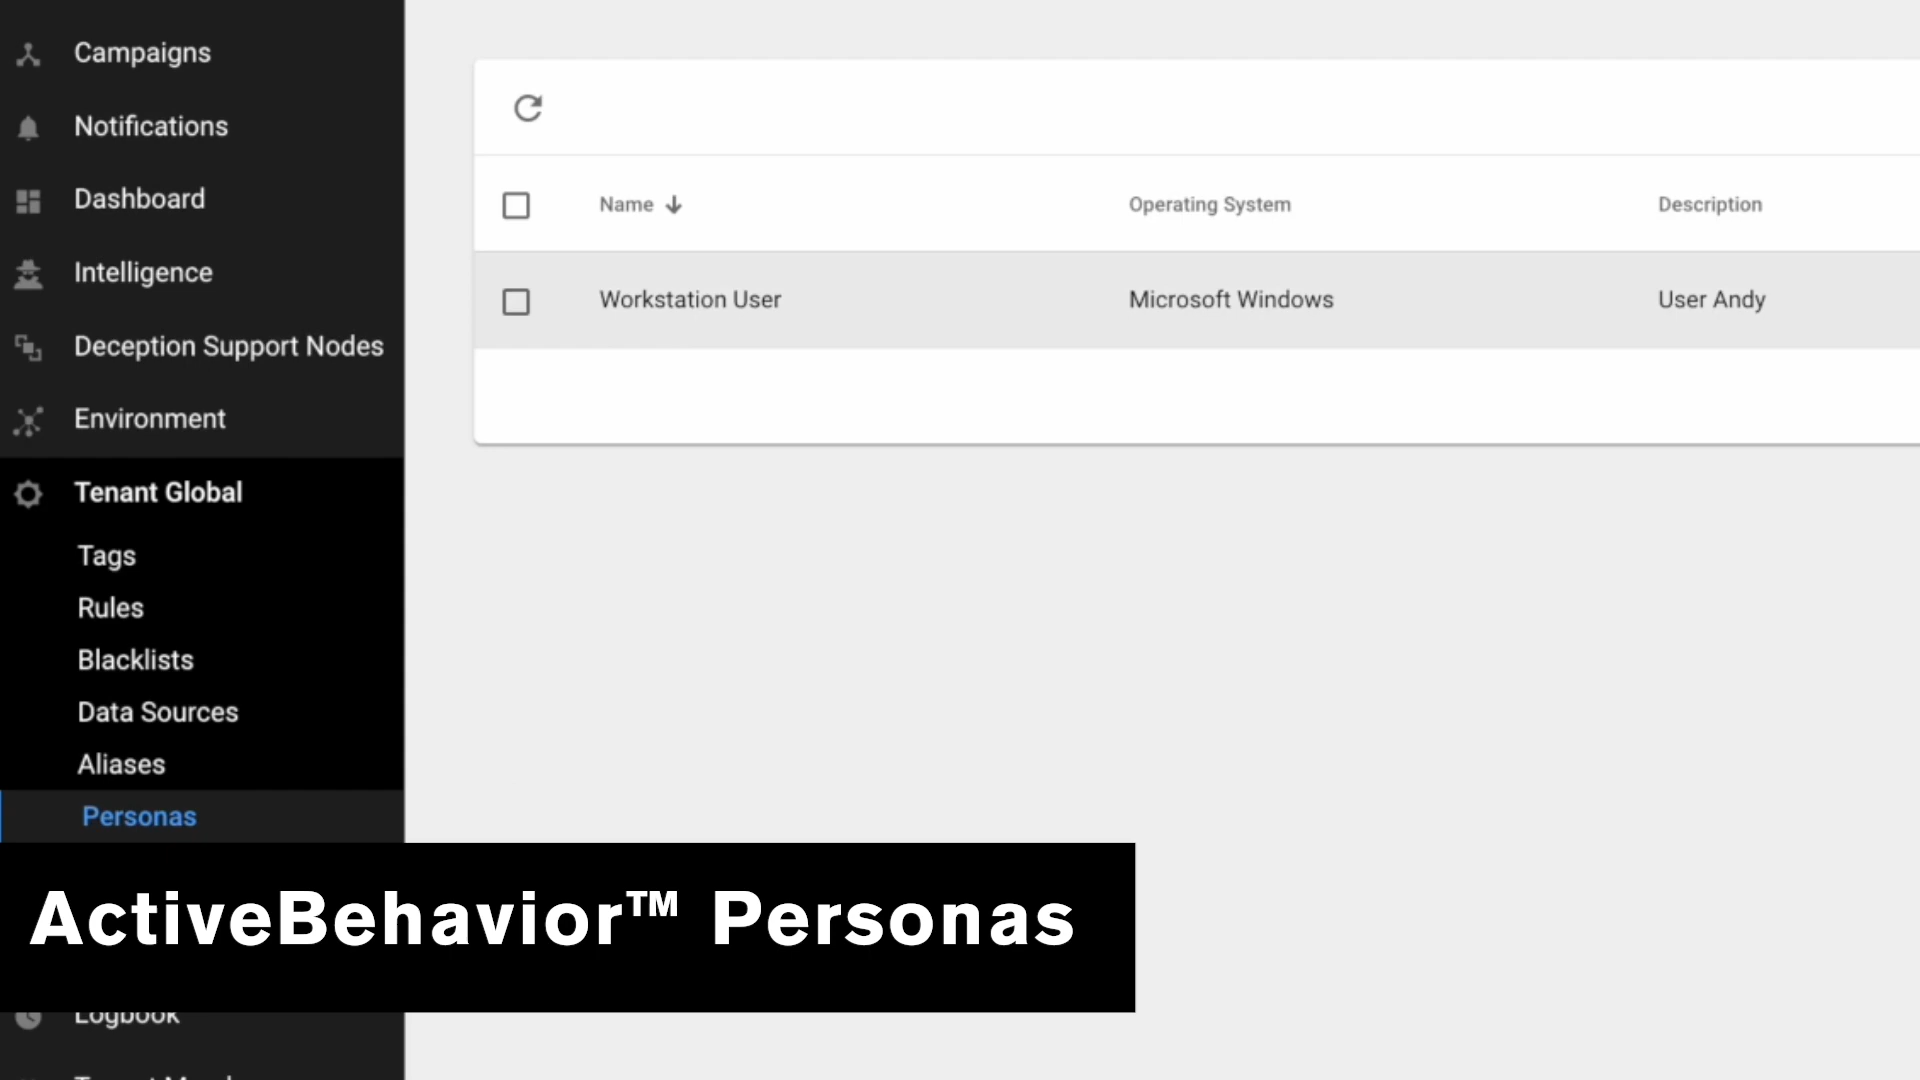 Campaigns
Notifications
Dashboard
Intelligence
Deception Support Nodes
Environment
Tenant Global
Tags
Rules
Blacklists
Data Sources
Aliases
Personas
Name Operating System Description
Workstation User Microsoft Windows User Andy
ActiveBehavior™ Personas
Logbook